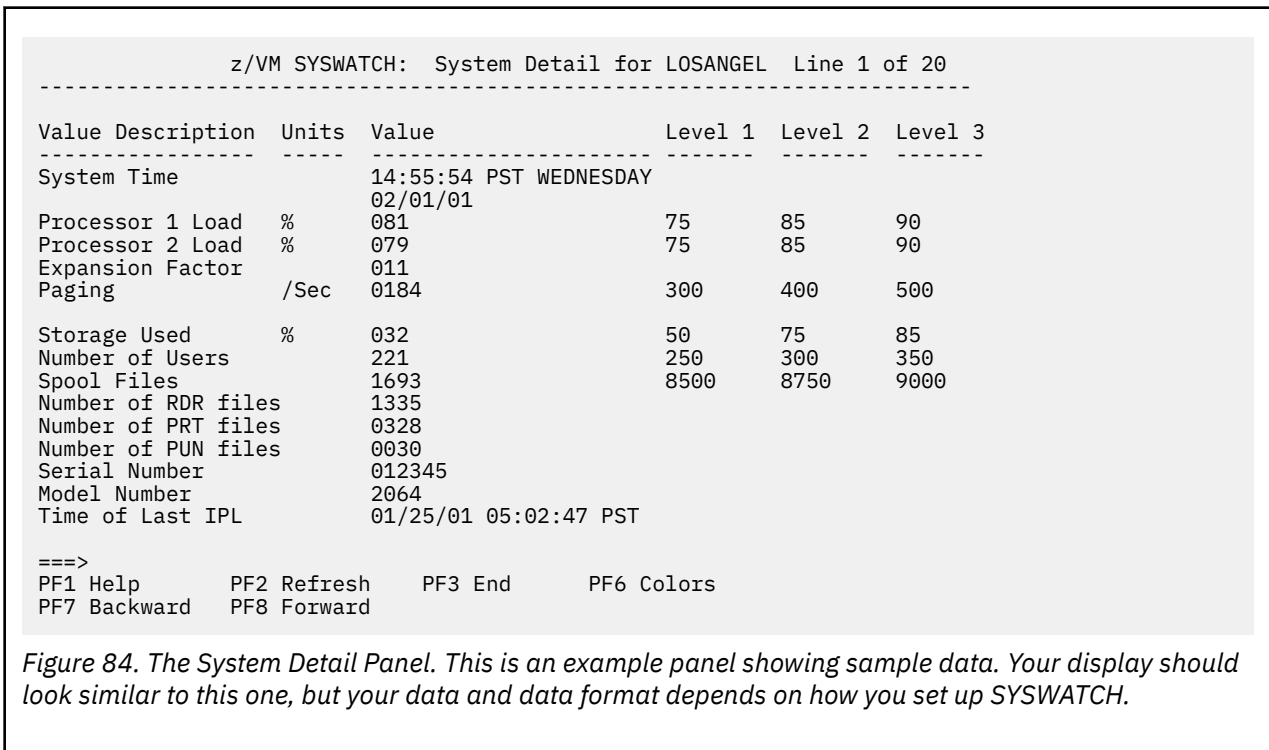 z/VM SYSWATCH:  System Detail for LOSANGEL  Line 1 of 20
-------------------------------------------------------------------------
Value Description  Units  Value                  Level 1  Level 2  Level 3
-----------------  -----  ---------------------- -------  -------  -------
System Time               14:55:54 PST WEDNESDAY
                          02/01/01
Processor 1 Load   %      081                    75       85       90
Processor 2 Load   %      079                    75       85       90
Expansion Factor          011
Paging             /Sec   0184                   300      400      500
Storage Used       %      032                    50       75       85
Number of Users           221                    250      300      350
Spool Files               1693                   8500     8750     9000
Number of RDR files       1335
Number of PRT files       0328
Number of PUN files       0030
Serial Number             012345
Model Number              2064
Time of Last IPL          01/25/01 05:02:47 PST
===>
PF1 Help       PF2 Refresh    PF3 End      PF6 Colors
PF7 Backward   PF8 Forward
Figure 84. The System Detail Panel. This is an example panel showing sample data. Your display should
look similar to this one, but your data and data format depends on how you set up SYSWATCH.